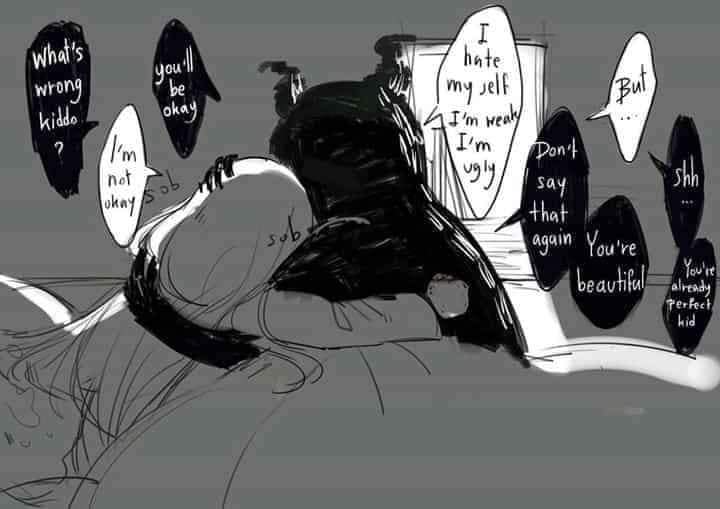 What's
wrong
kiddo
?
you'll
be
okay
I'm
not
okay
sob
sob
I
hate
my self
I'm weak
I'm
ugly
But
...
Don't
say
that
again
You're
beautiful
shh
...
You're
already
perfect
kid